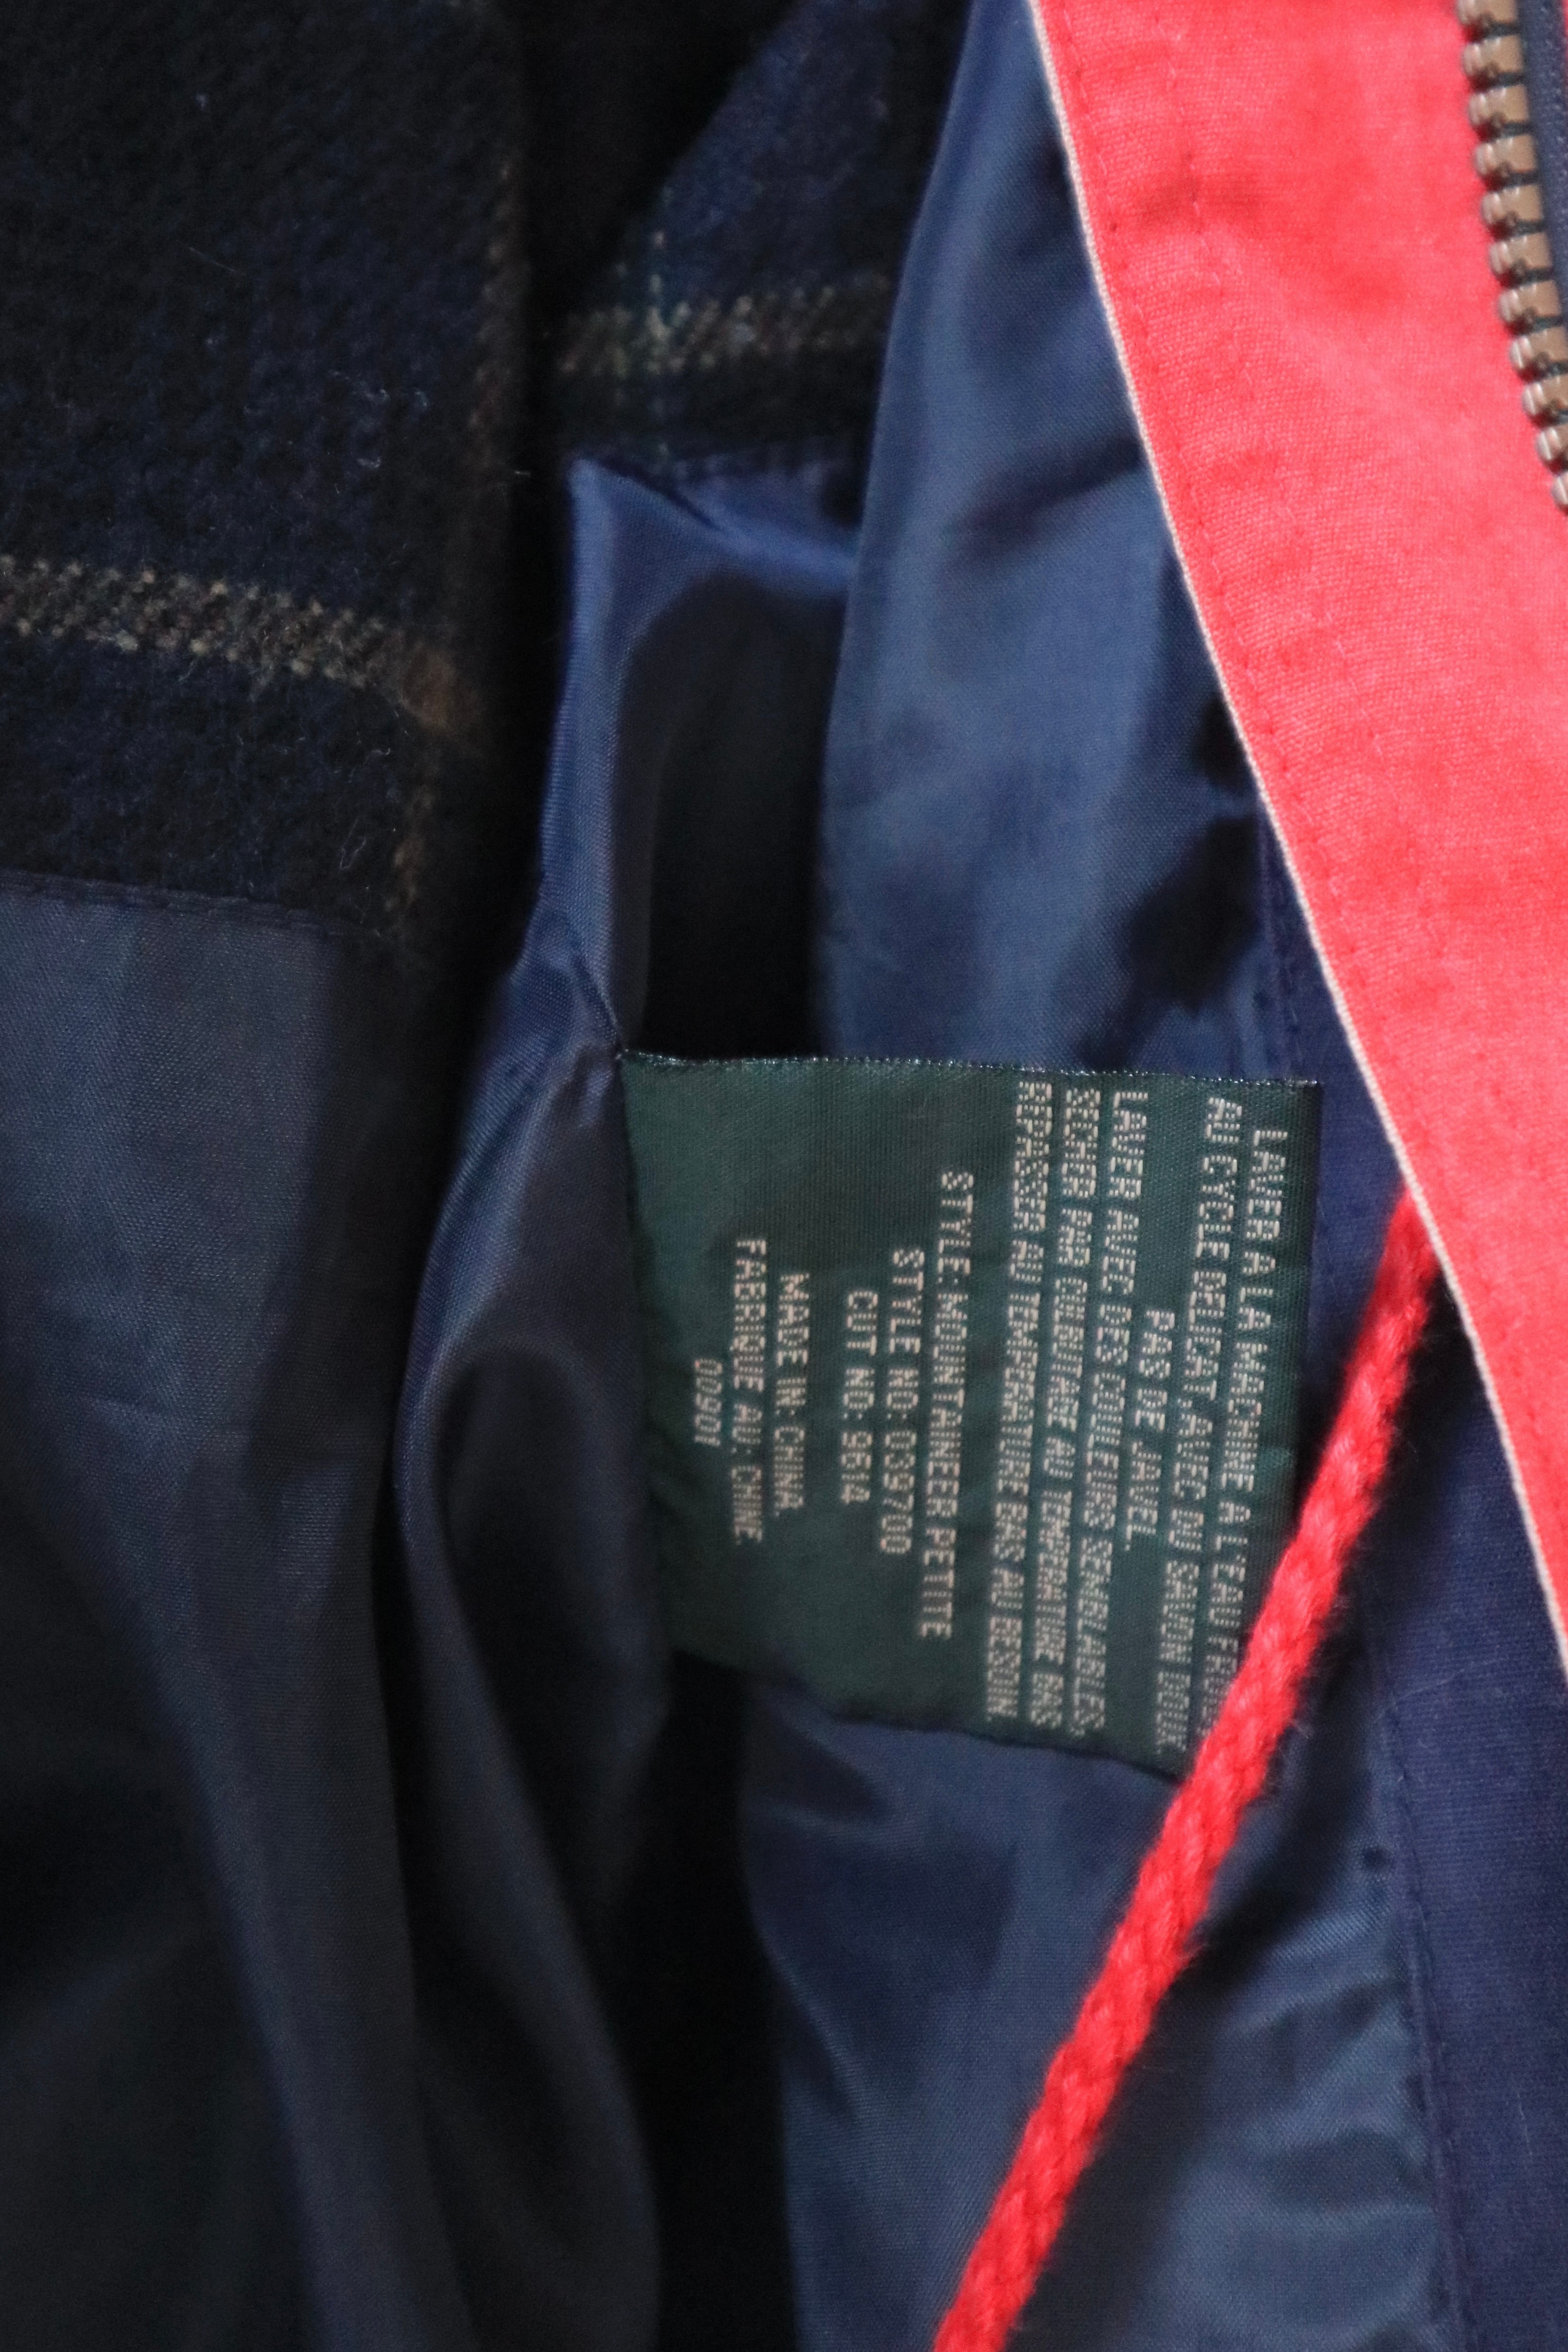 LAVER A LA MACHINE A L'EAU
AU CYCLE DELICAT AVEC DU SAVON DOUX.
PAS DE JAVEL.
LAVER AVEC DES COULEURS SEMBLABLES.
SECHER PAR CULBUTAGE AU TEMPERATURE BAS.
REPASSER AU TEMPERATURE BAS AU BESOIN.
STYLE: MOUNTAINEER PETITE
STYLE NO: 039700
CUT NO: 9614
MADE IN: CHINA.
FABRIQUE AU: CHINE.
00901